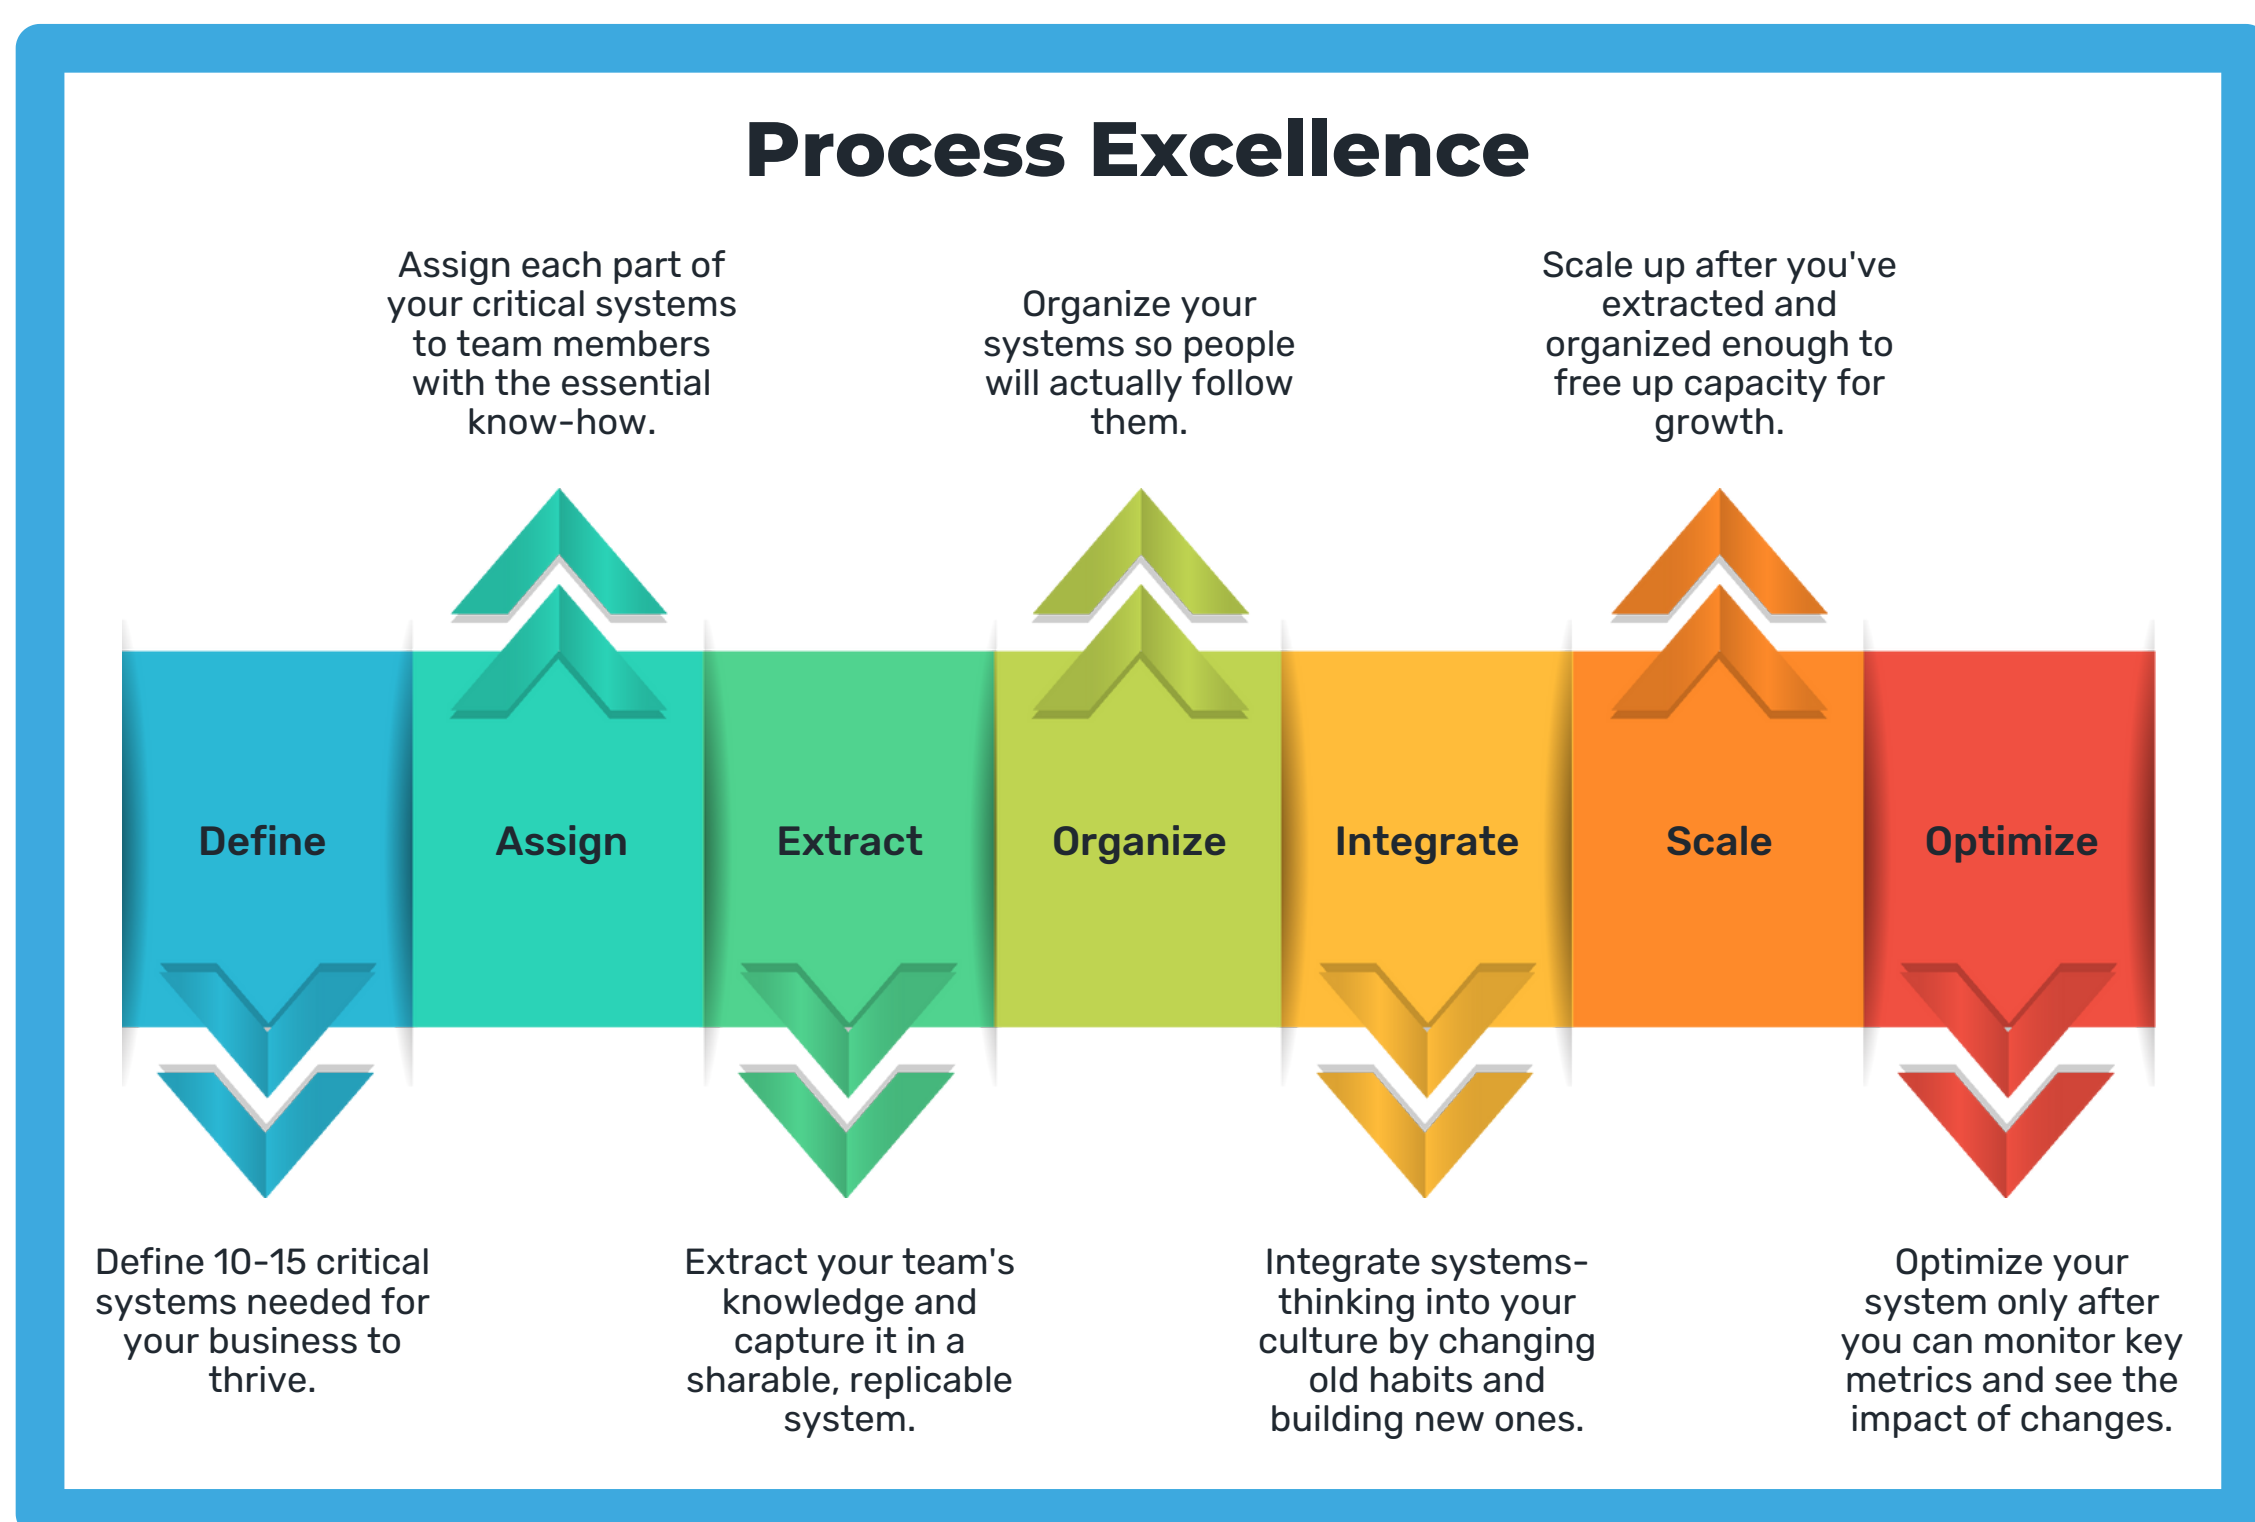 Process Excellence
Assign each part of
your critical systems
to team members
with the essential
know-how.
Organize your
systems so people
will actually follow
them.
Scale up after you've
extracted and
organized enough to
free up capacity for
growth.
Define
Assign
Extract
Organize
Integrate
Scale
Optimize
Define 10-15 critical
systems needed for
your business to
thrive.
Extract your team's
knowledge and
capture it in a
sharable, replicable
system.
Integrate systems-
thinking into your
culture by changing
old habits and
building new ones.
Optimize your
system only after
you can monitor key
metrics and see the
impact of changes.